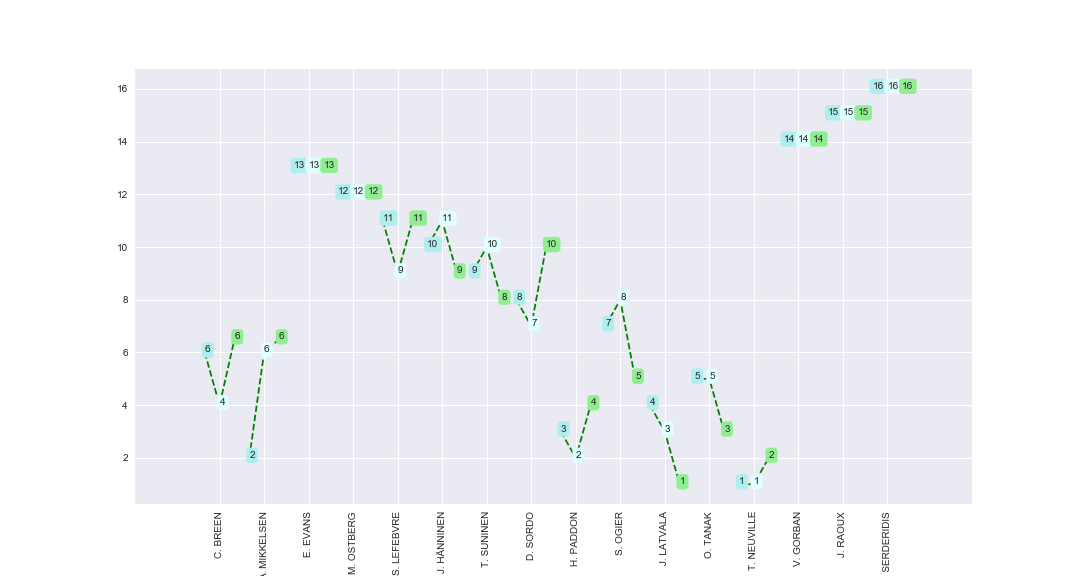 16 16 16 16
15 15 15
14 14 14 14
13 13 13
12 12 12 12
11 11 11
10 10 10 10
9 9 9
8 8 8 8
7 7
6 6
6 6 6
5 5 5
4 4 4 4
3 3 3
2 2 2 2
1 1 1
C. BREEN
MIKKELSEN
E. EVANS
M. OSTBERG
S. LEFEBVRE
J. HÄNNINEN
T. SUNINEN
D. SORDO
H. PADDON
S. OGIER
J. LATVALA
O. TANAK
T. NEUVILLE
V. GORBAN
J. RAOUX
SERDERIDIS